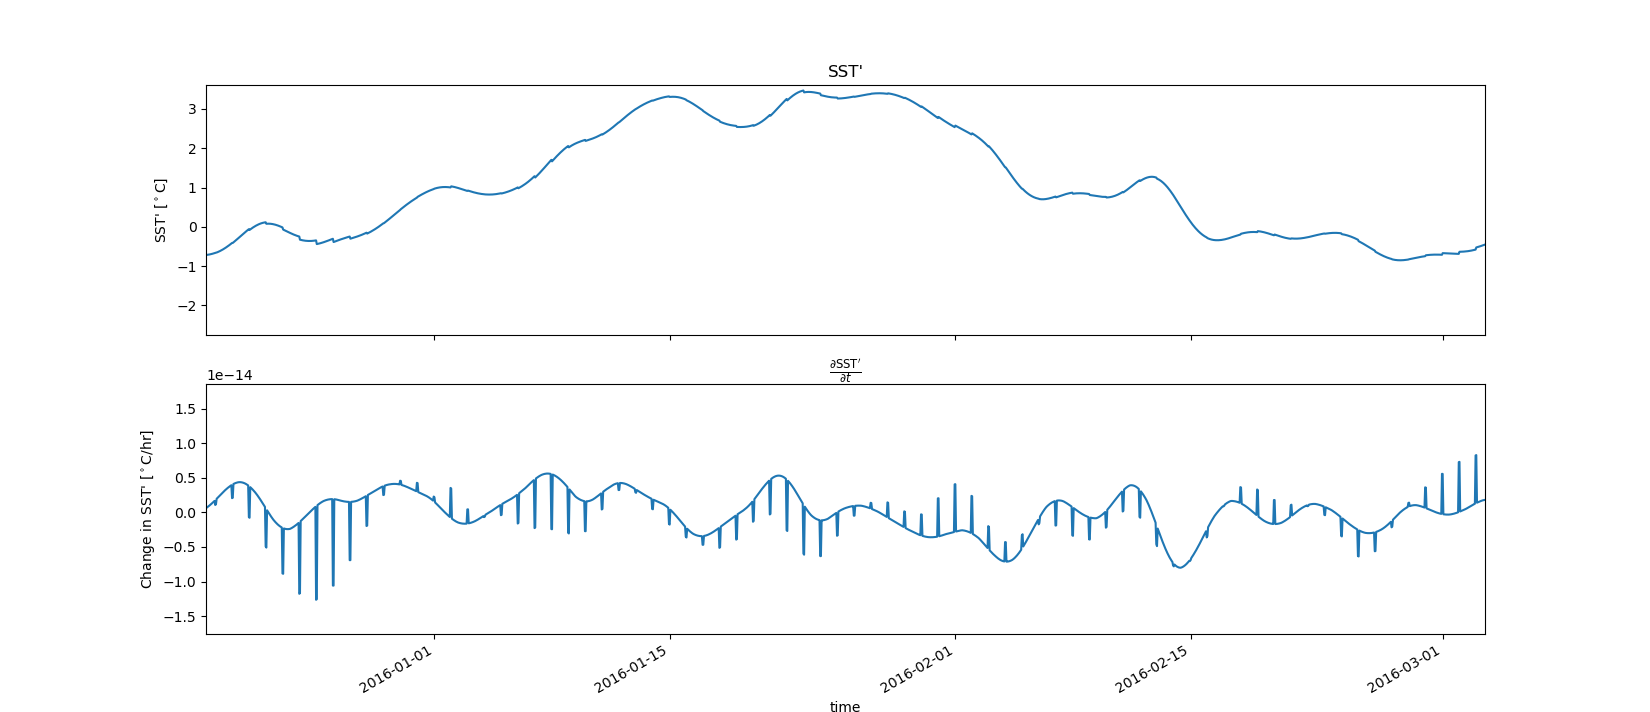 SST'
3
2
1
0
−1
−2
SST' [°C]
∂SST′
∂t
1e−14
1.5
1.0
0.5
0.0
−0.5
−1.0
−1.5
Change in SST' [°C/hr]
2016-01-01
2016-01-15
2016-02-01
2016-02-15
2016-03-01
time